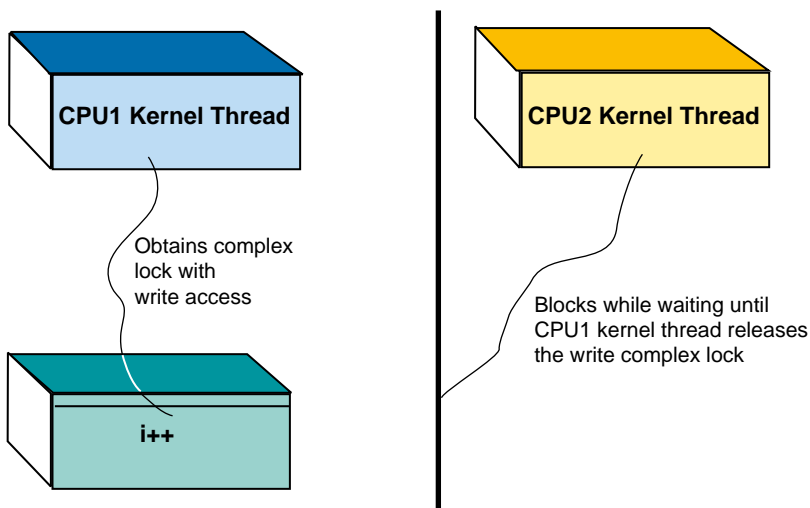 CPU1 Kernel Thread
CPU2 Kernel Thread
Obtains complex
lock with
write access
Blocks while waiting until
CPU1 kernel thread releases
the write complex lock
i++